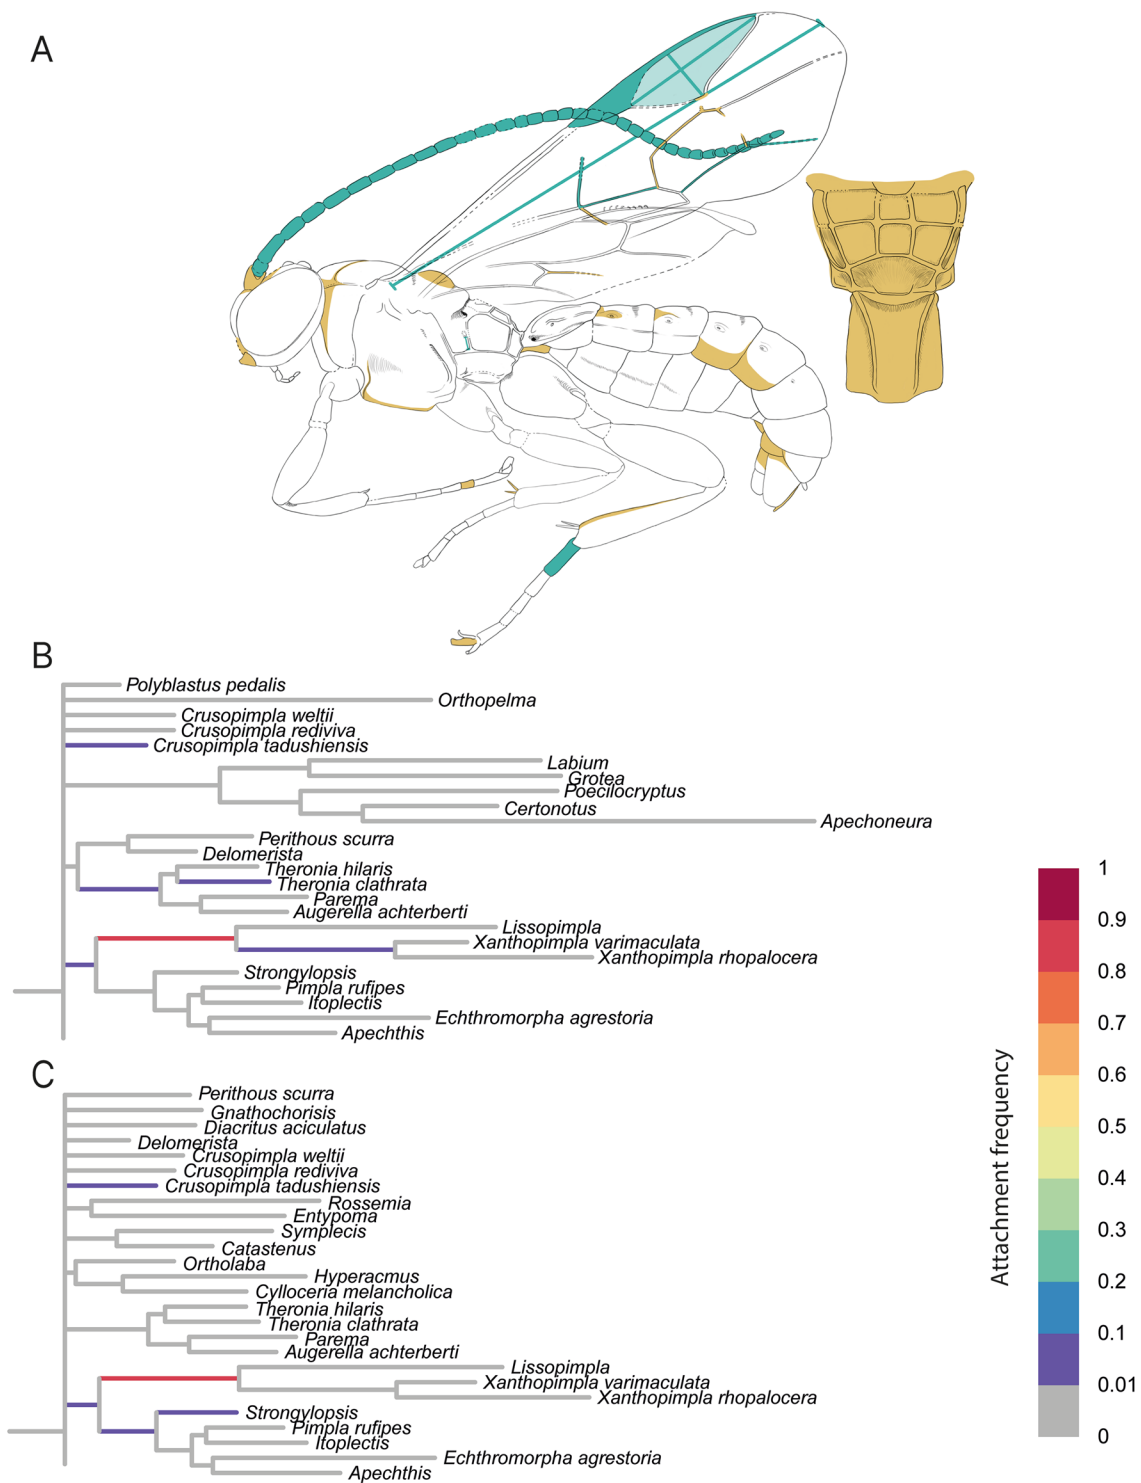 A
B
Polyblastus pedalis
Orthopelma
Crusopimpla weltii
Crusopimpla rediviva
Crusopimpla tadushiensis
Labium
Grotea
Poecilocryptus
Certonotus
Apechoneura
Perithous scurra
Delomerista
Theronia hilaris
Theronia clathrata
Parema
Augerella achterberti
Lissopimpla
Xanthopimpla varimaculata
Xanthopimpla rhopalocera
Strongylopsis
Pimpla rufipes
Itoplectis
Echthromorpha agrestoria
Apechthis
C
Perithous scurra
Gnathochorisis
Diacritus aciculatus
Delomerista
Crusopimpla weltii
Crusopimpla rediviva
Crusopimpla tadushiensis
Rossemia
Entypoma
Symplecis
Catastenus
Ortholaba
Hyperacmus
Cylloceria melancholica
Theronia hilaris
Theronia clathrata
Parema
Augerella achterberti
Lissopimpla
Xanthopimpla varimaculata
Xanthopimpla rhopalocera
Strongylopsis
Pimpla rufipes
Itoplectis
Echthromorpha agrestoria
Apechthis
Attachment frequency
1
0.9
0.8
0.7
0.6
0.5
0.4
0.3
0.2
0.1
0.01
0